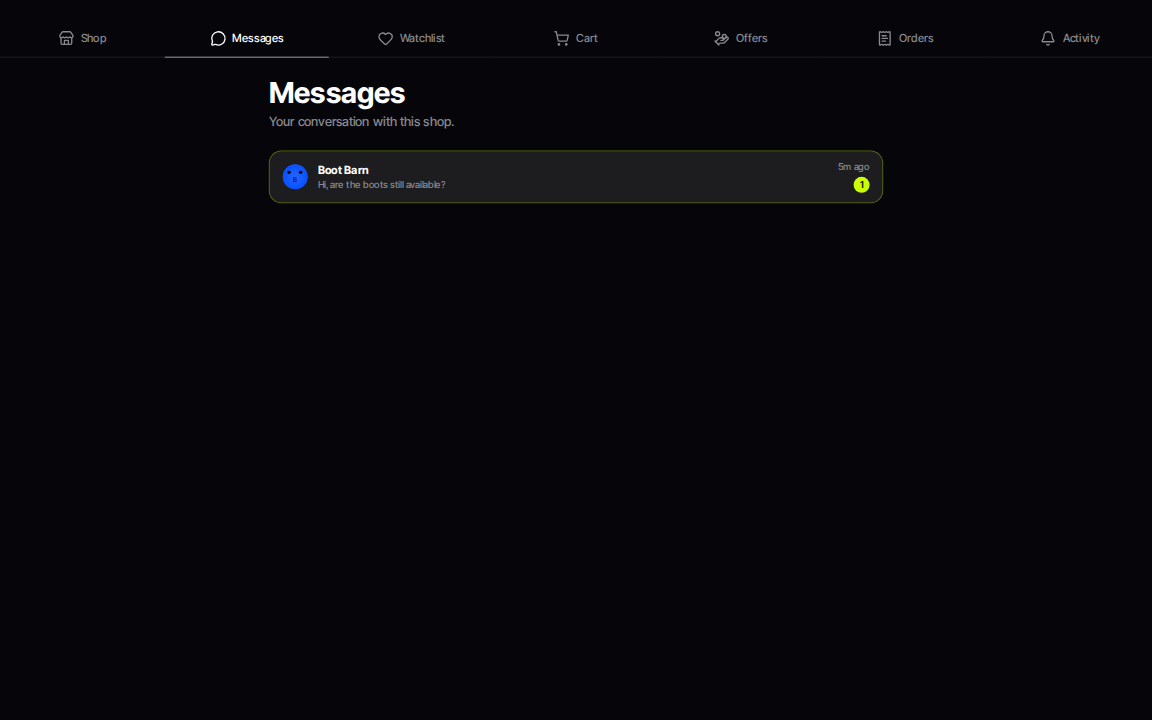 Shop
Messages
Watchlist
Cart
Offers
Orders
Activity
Messages
Your conversation with this shop.
Boot Barn
5m ago
Hi, are the boots still available?
1